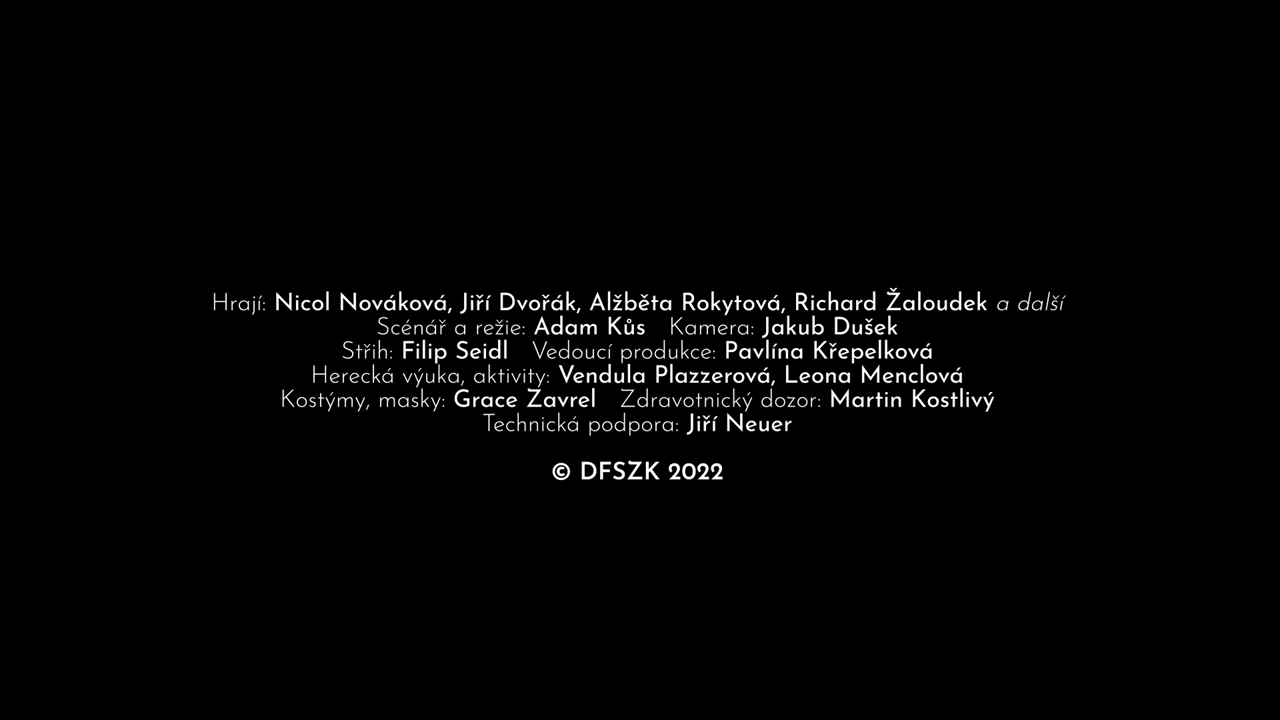 Hrají: Nicol Nováková, Jiří Dvořák, Alžběta Rokytová, Richard Žaloudek a další
Scénář a režie: Adam Kůs Kamera: Jakub Dušek
Střih: Filip Seidl Vedoucí produkce: Pavlína Křepelková
Herecká výuka, aktivity: Vendula Plazzerová, Leona Menclová
Kostýmy, masky: Grace Zavrel Zdravotnický dozor: Martin Kostlivý
Technická podpora: Jiří Neuer
© DFSZK 2022